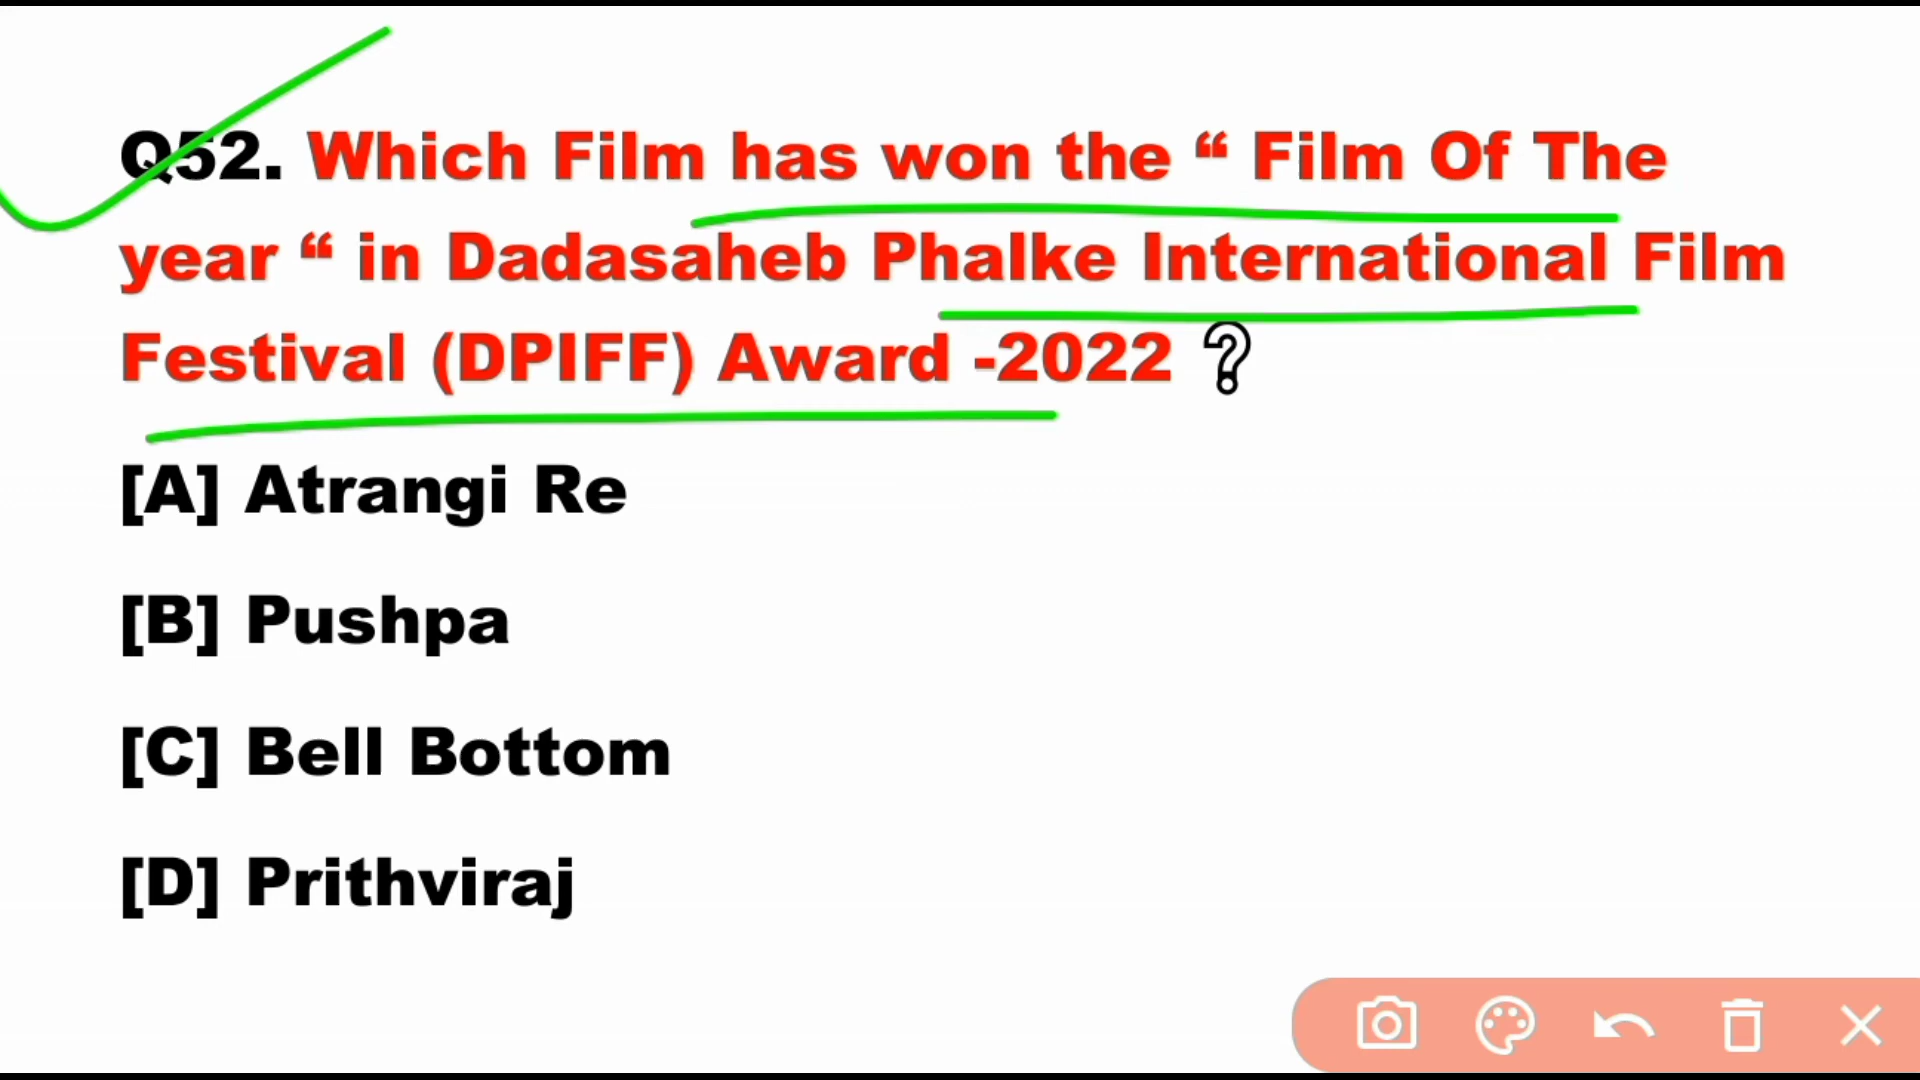 Q52. Which Film has won the “ Film Of The
year “ in Dadasaheb Phalke International Film
Festival (DPIFF) Award -2022 ?
[A] Atrangi Re
[B] Pushpa
[C] Bell Bottom
[D] Prithviraj